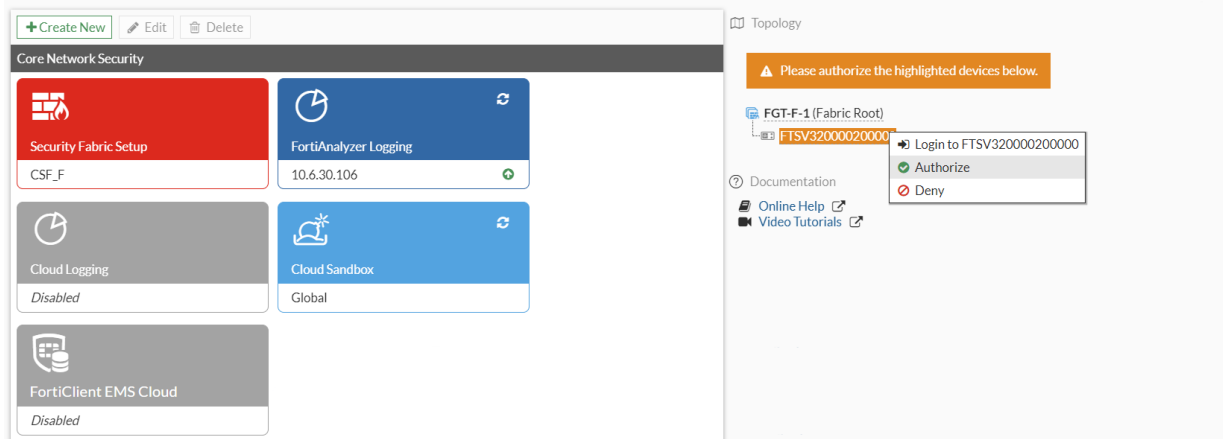 Create New Edit Delete
Core Network Security
Security Fabric Setup
CSF_F
FortiAnalyzer Logging
10.6.30.106
Cloud Logging
Disabled
Cloud Sandbox
Global
FortiClient EMS Cloud
Disabled
Topology
Please authorize the highlighted devices below.
FGT-F-1 (Fabric Root)
Login to FTSV320000200000
Authorize
Deny
Documentation
Online Help
Video Tutorials